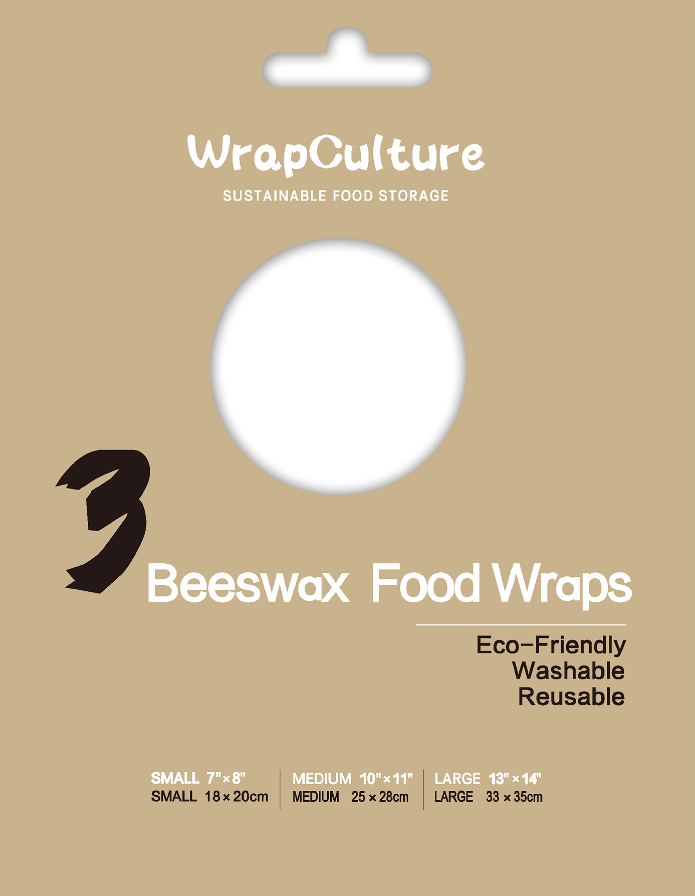 WrapCulture
SUSTAINABLE FOOD STORAGE
3 Beeswax Food Wraps
Eco-Friendly
Washable
Reusable
SMALL 7"×8" MEDIUM 10"×11" LARGE 13"×14"
SMALL 18×20cm MEDIUM 25×28cm LARGE 33×35cm